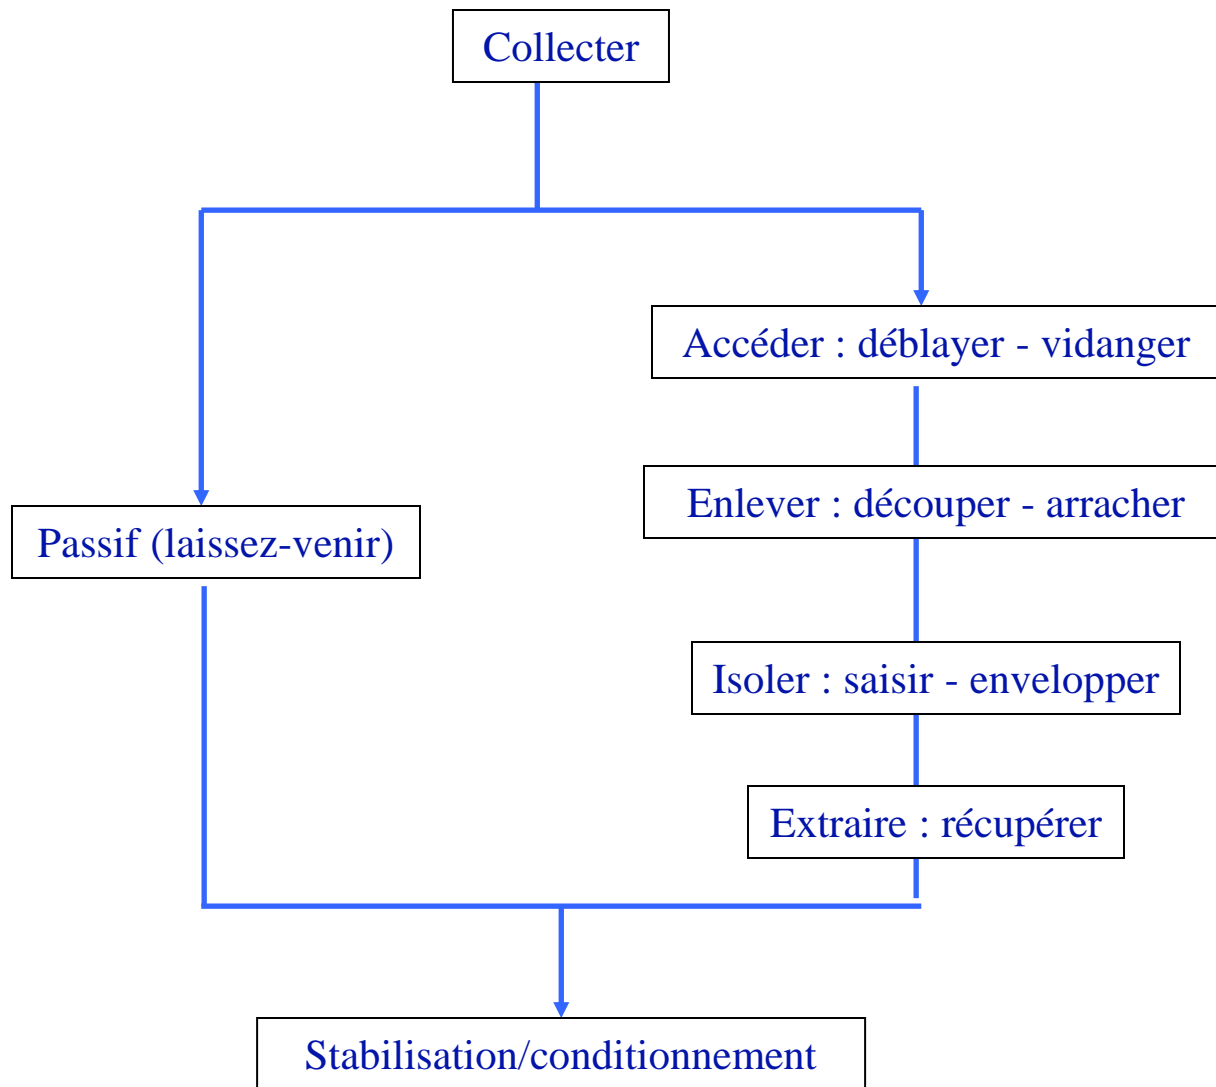 Collecter
Accéder : déblayer - vidanger
Enlever : découper - arracher
Passif (laissez-venir)
Isoler : saisir - envelopper
Extraire : récupérer
Stabilisation/conditionnement